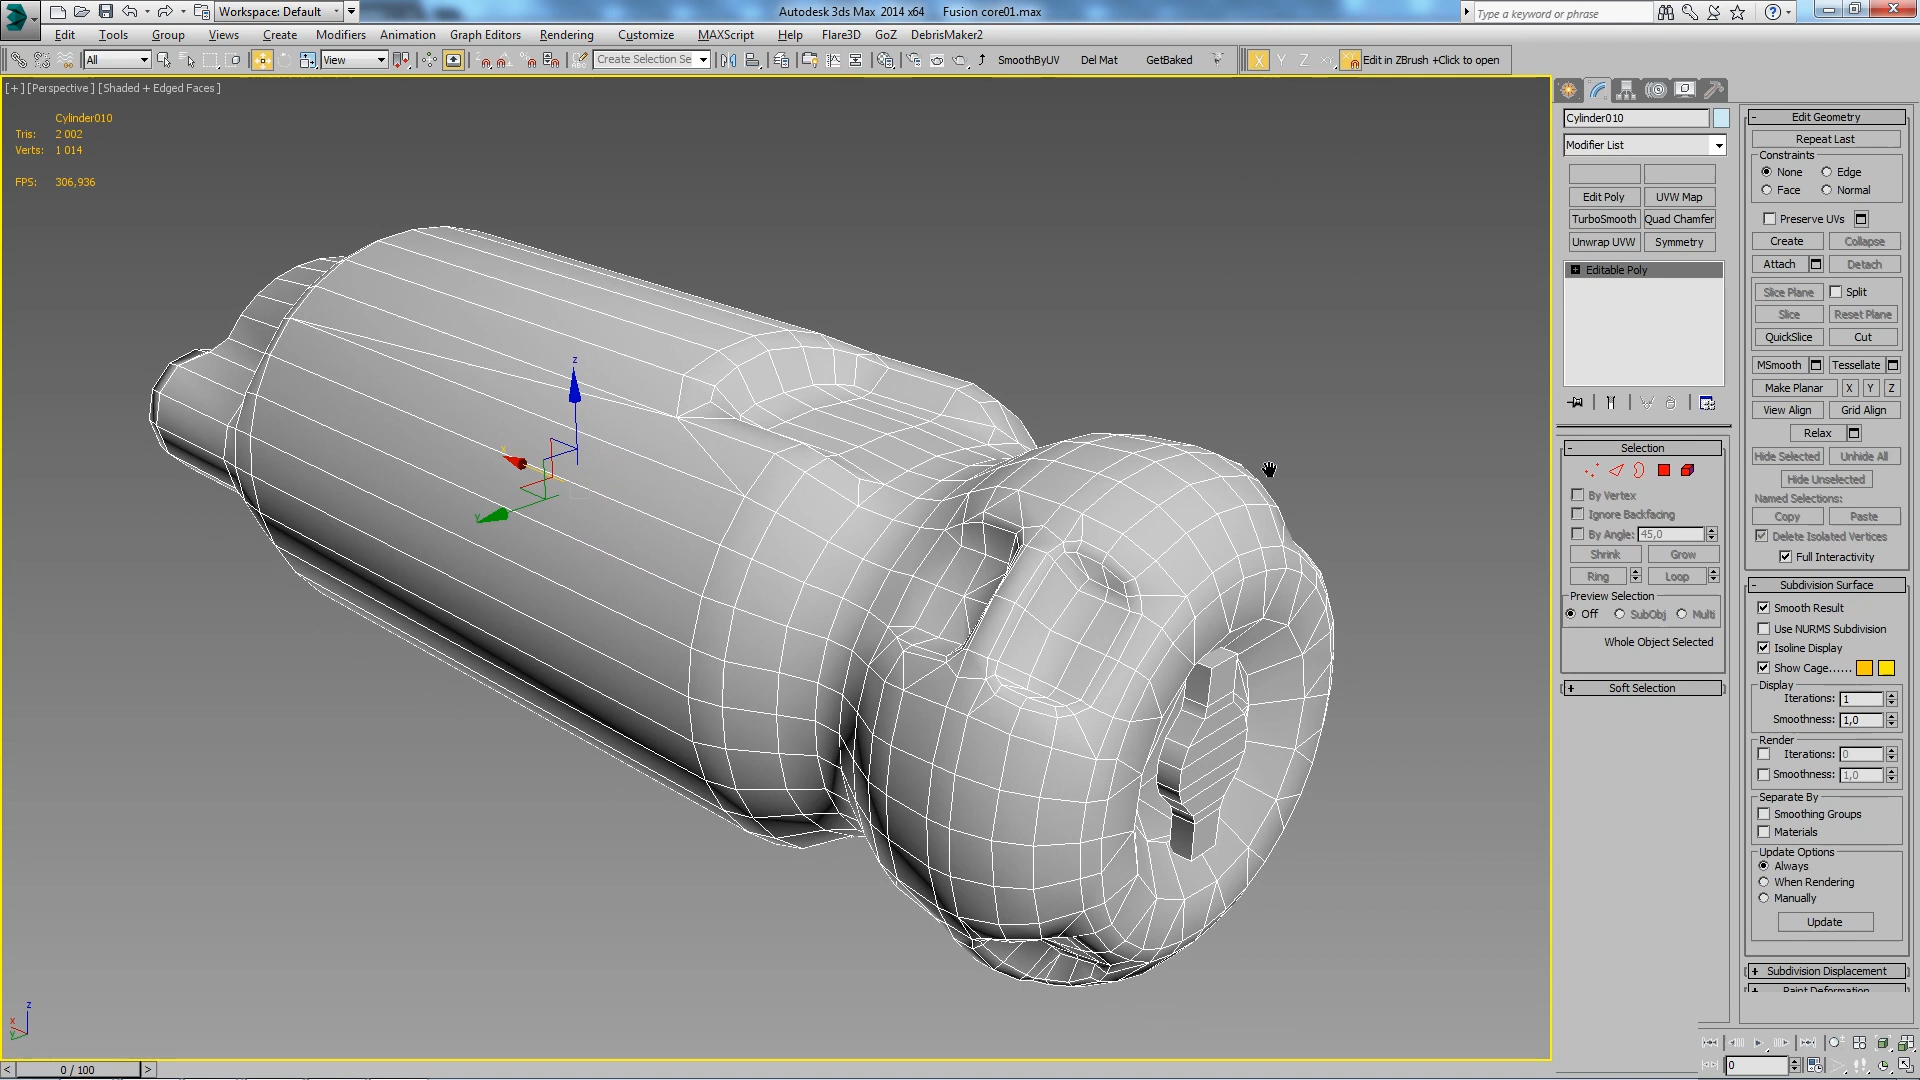 Workspace: Default
Autodesk 3ds Max 2014 x64 Fusion core01.max
Type a keyword or phrase
Edit Tools Group Views Create Modifiers Animation Graph Editors Rendering Customize MAXScript Help Flare3D GoZ DebrisMaker2
All View Create Selection Se SmoothByUV Del Mat GetBaked X Y Z Edit in ZBrush +Click to open
[+] [Perspective] [Shaded + Edged Faces]
Cylinder010
Tris: 2 002
Verts: 1 014
FPS: 306,936
z
x
y
z
x
y
Cylinder010
Modifier List
Edit Poly UVW Map
TurboSmooth Quad Chamfer
Unwrap UVW Symmetry
Editable Poly
Selection
By Vertex
Ignore Backfacing
By Angle: 45,0
Shrink Grow
Ring Loop
Preview Selection
Off SubObj Multi
Whole Object Selected
Soft Selection
Edit Geometry
Repeat Last
Constraints
None Edge
Face Normal
Preserve UVs
Create Collapse
Attach Detach
Slice Plane Split
Slice Reset Plane
QuickSlice Cut
MSmooth Tessellate
Make Planar X Y Z
View Align Grid Align
Relax
Hide Selected Unhide All
Hide Unselected
Named Selections:
Copy Paste
Delete Isolated Vertices
Full Interactivity
Subdivision Surface
Smooth Result
Use NURMS Subdivision
Isoline Display
Show Cage......
Display
Iterations: 1
Smoothness: 1,0
Render
Iterations: 0
Smoothness: 1,0
Separate By
Smoothing Groups
Materials
Update Options
Always
When Rendering
Manually
Update
Subdivision Displacement
Paint Deformation
0 / 100
0